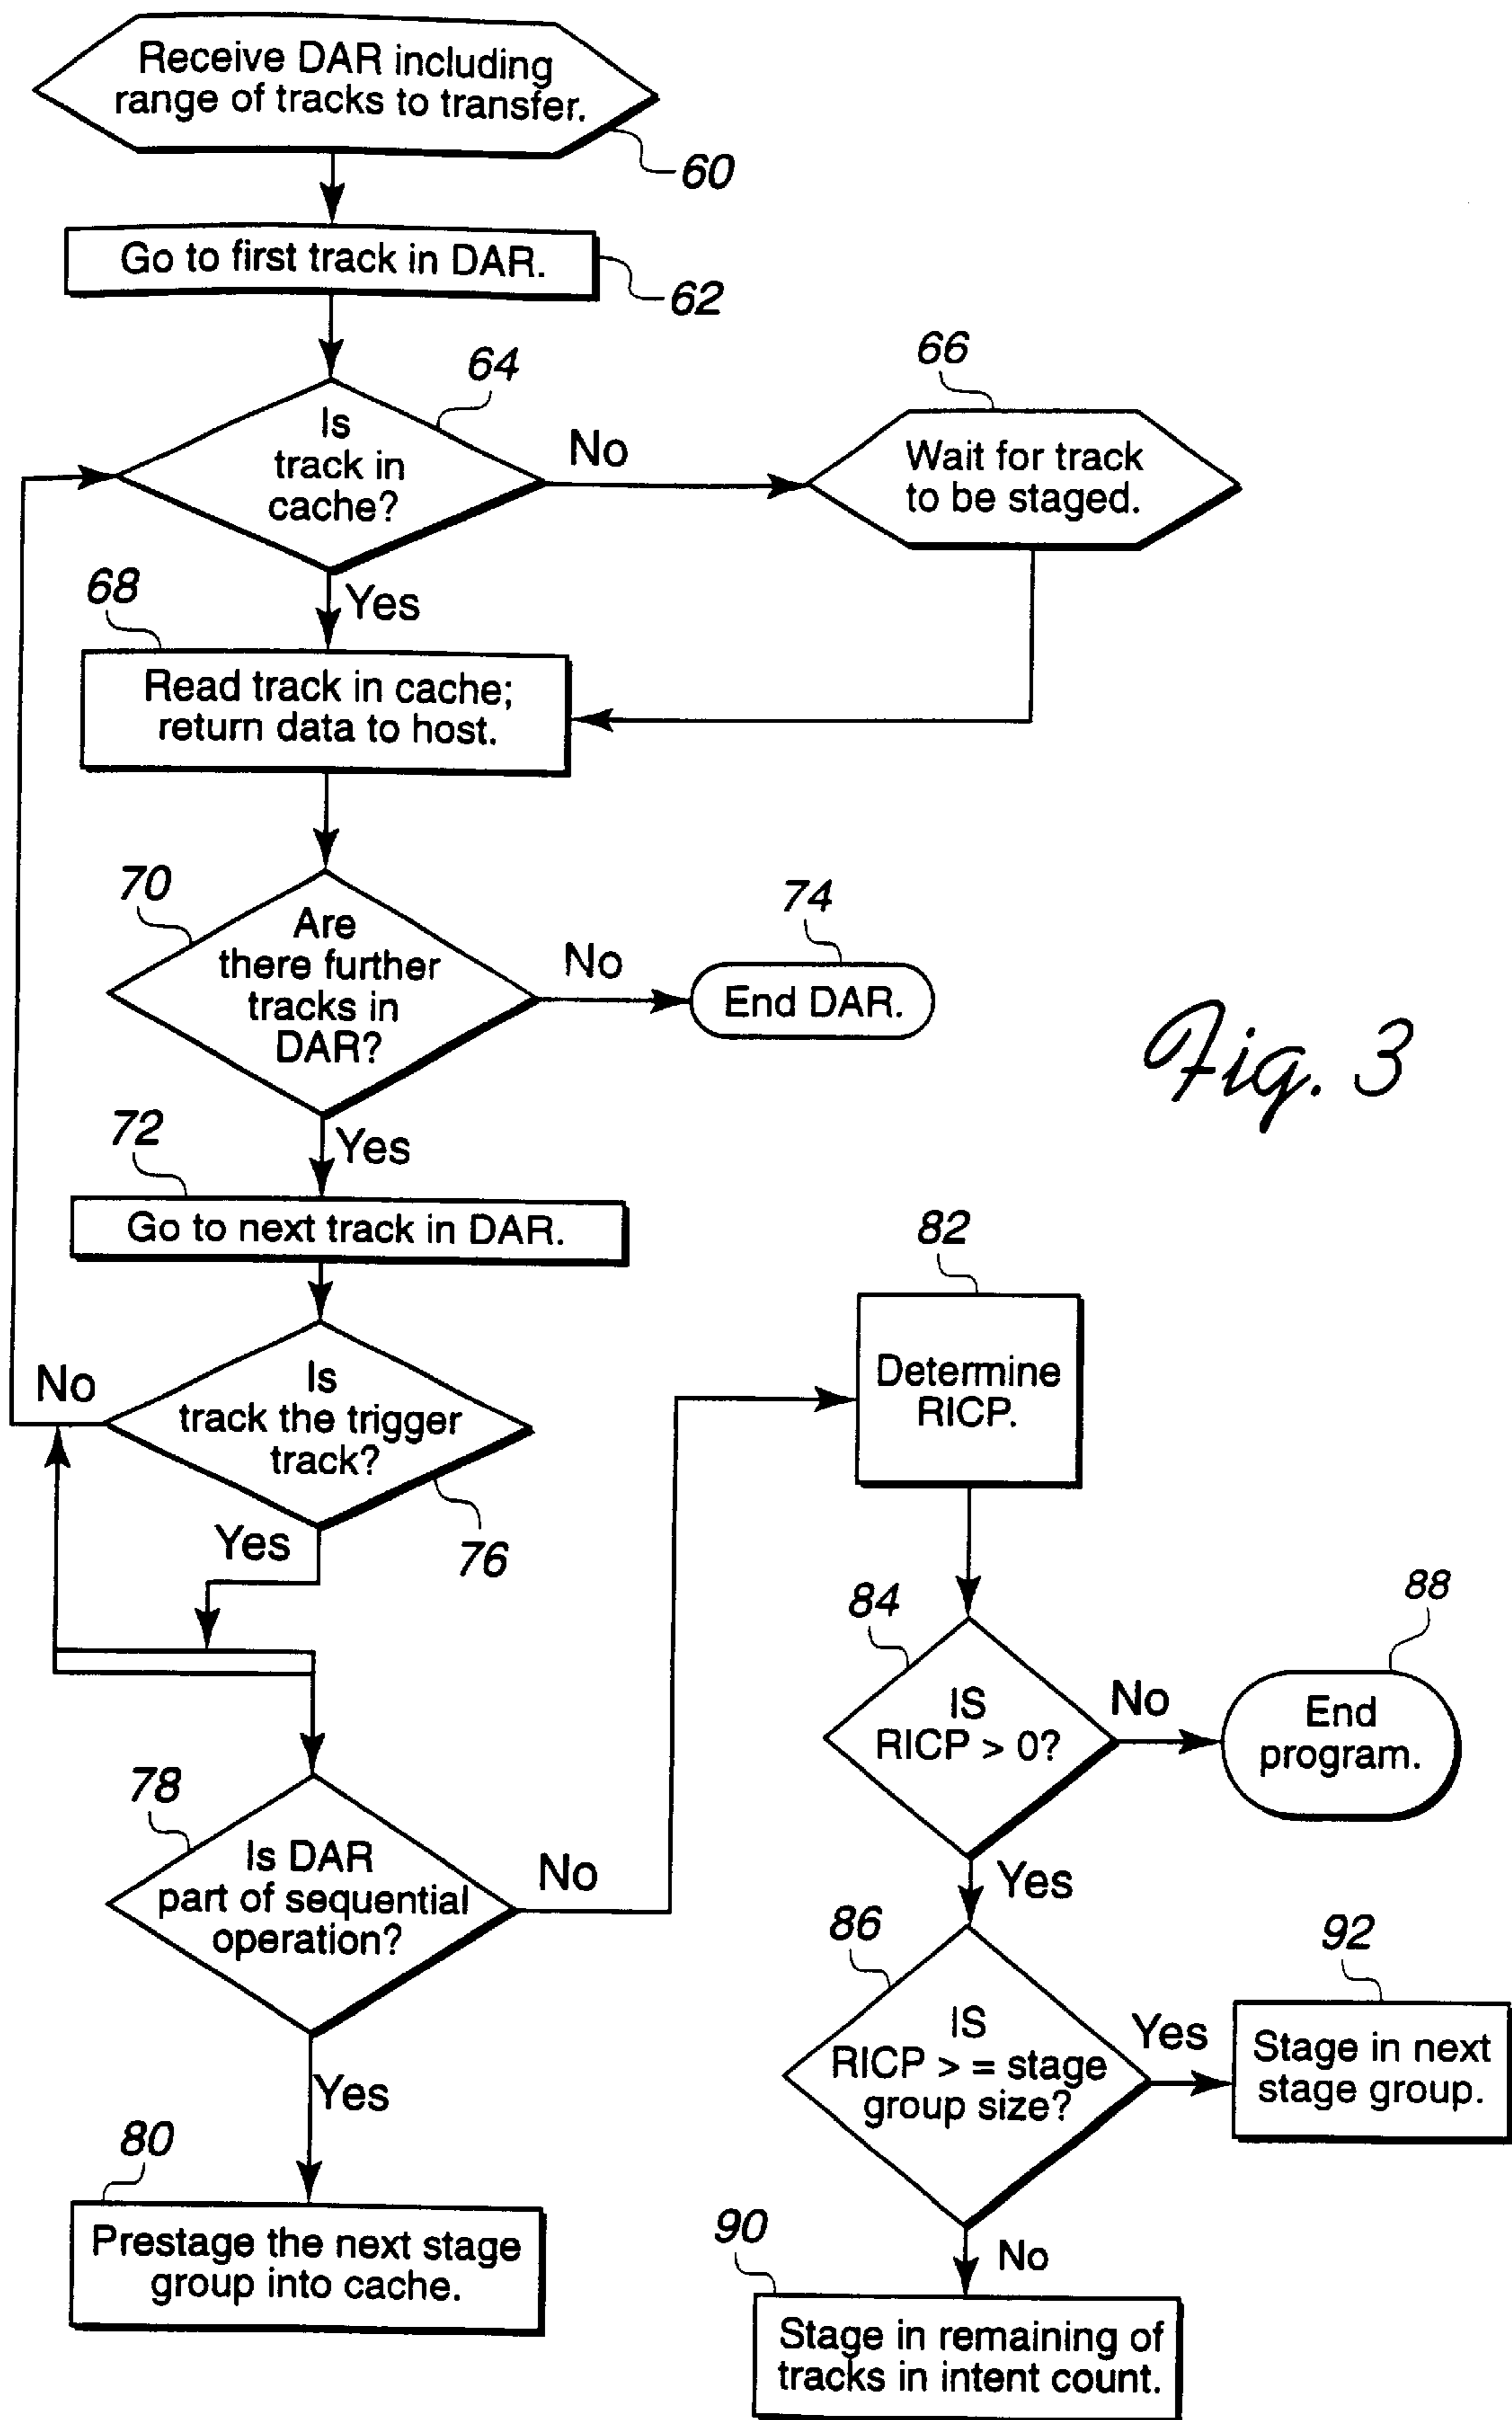 Receive DAR including
range of tracks to transfer.
60
Go to first track in DAR.
62
64
Is
track in
cache?
No
66
Wait for track
to be staged.
Yes
68
Read track in cache;
return data to host.
70
Are
there further
tracks in
DAR?
No
74
End DAR.
Fig. 3
Yes
72
Go to next track in DAR.
No
Is
track the trigger
track?
76
Yes
78
Is DAR
part of sequential
operation?
No
Yes
80
Prestage the next stage
group into cache.
82
Determine
RICP.
84
IS
RICP > 0?
No
88
End
program.
Yes
86
IS
RICP > = stage
group size?
Yes
92
Stage in next
stage group.
No
90
Stage in remaining of
tracks in intent count.